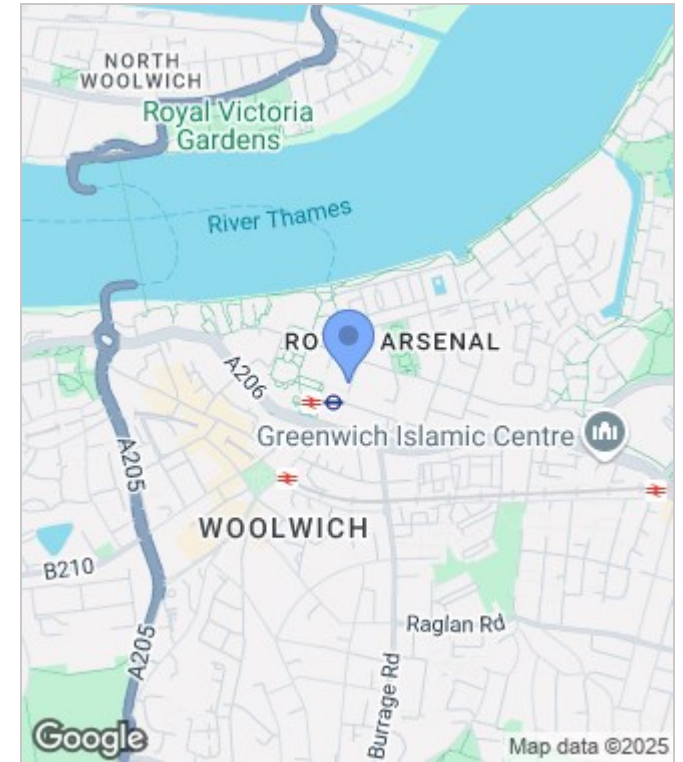 NORTH
WOOLWICH
Royal Victoria
Gardens
River Thames
RO ARSENAL
A206
Greenwich Islamic Centre
A205
WOOLWICH
B210
Raglan Rd
A205
Burrage Rd
Google
Map data ©2025